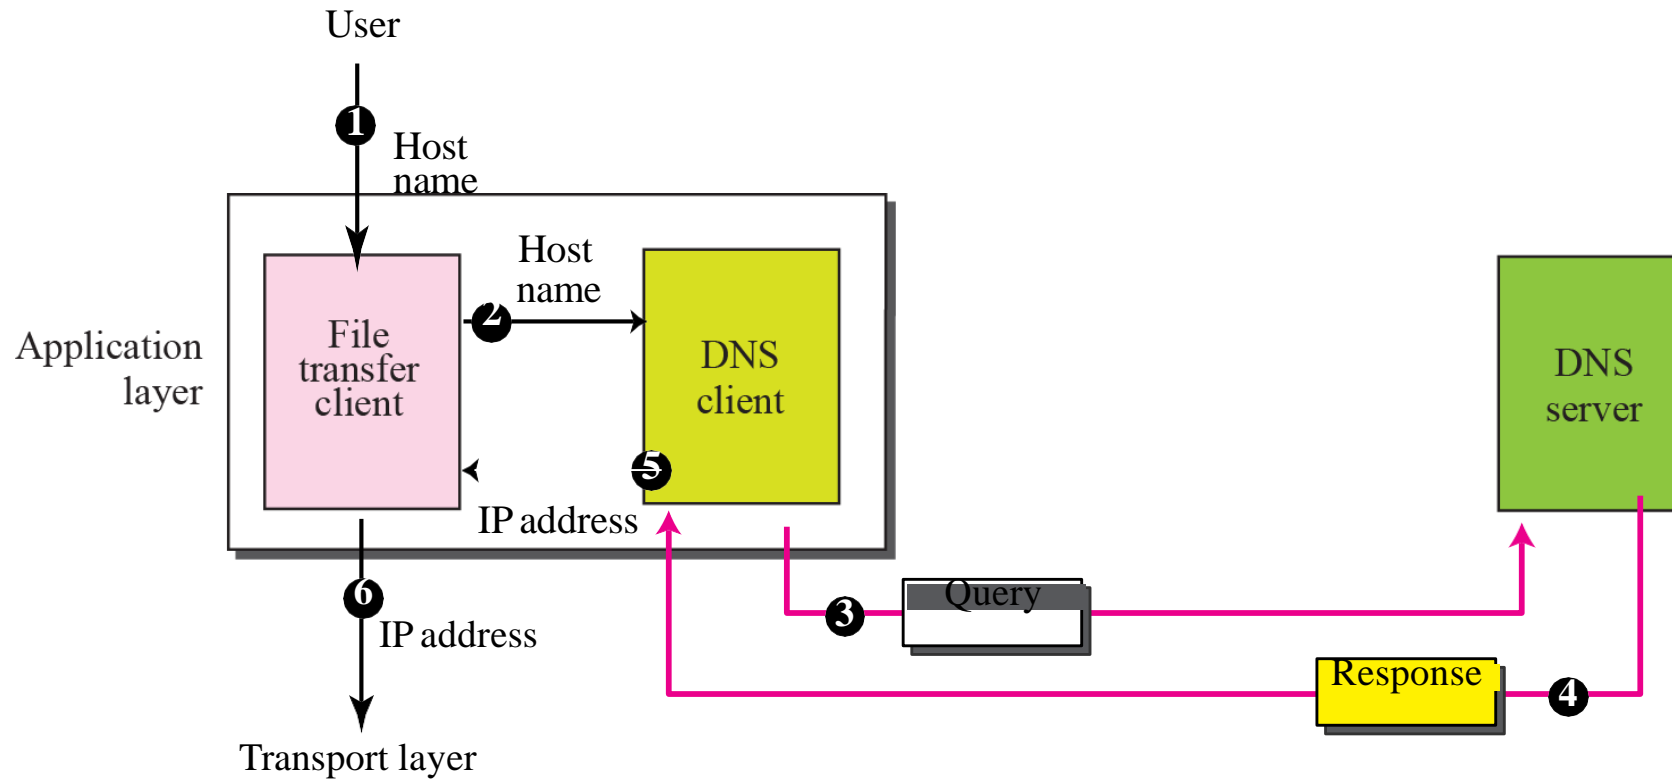 User
1
Host
name
Host
name
2
File
transfer
client
DNS
client
DNS
server
Application
layer
5
IP address
6
IP address
3
Query
Response
4
Transport layer